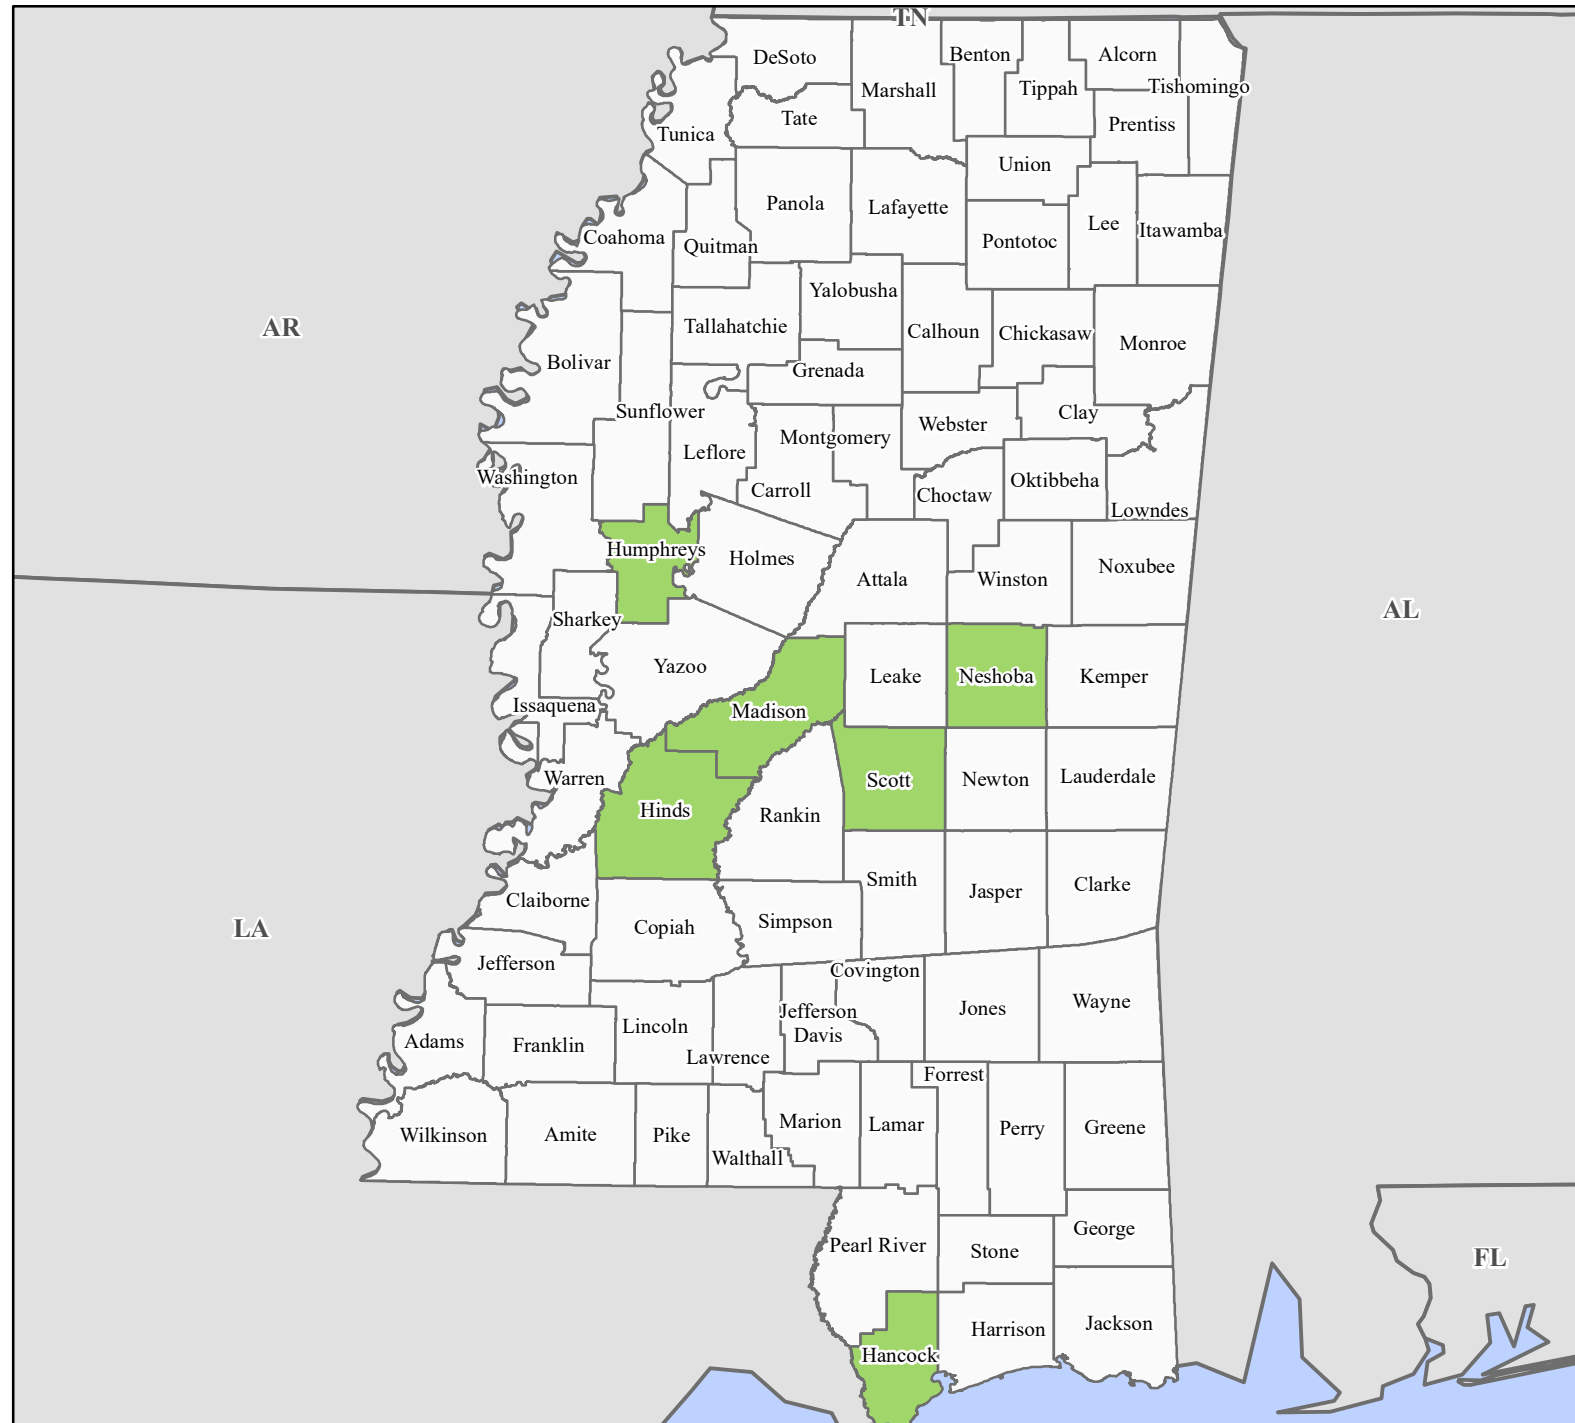 TN
DeSoto
Benton
Alcorn
Marshall
Tippah
Tishomingo
Tate
Prentiss
Tunica
Union
Panola
Lafayette
Lee
Itawamba
Coahoma
Quitman
Pontotoc
Yalobusha
AR
Tallahatchie
Calhoun
Chickasaw
Monroe
Bolivar
Grenada
Sunflower
Clay
Webster
Montgomery
Leflore
Washington
Oktibbeha
Carroll
Choctaw
Lowndes
Humphreys
Holmes
Noxubee
Attala
Winston
AL
Sharkey
Yazoo
Leake
Neshoba
Kemper
Issaquena
Madison
Warren
Scott
Newton
Lauderdale
Hinds
Rankin
Smith
Jasper
Clarke
Claiborne
LA
Copiah
Simpson
Jefferson
Covington
Wayne
Jones
Jefferson
Davis
Lincoln
Adams
Franklin
Lawrence
Forrest
Marion
Lamar
Perry
Greene
Wilkinson
Amite
Pike
Walthall
George
Pearl River
Stone
FL
Jackson
Harrison
Hancock